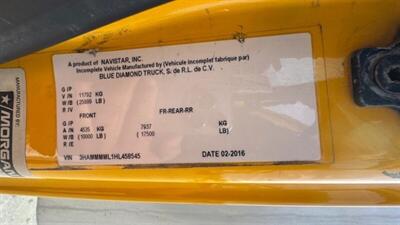 A product of NAVISTAR, INC.
Incomplete Vehicle Manufactured by (Vehicule incomplet fabrique par)
BLUE DIAMOND TRUCK, S. de R.L. de C.V.
G /P
V /N 11792 KG
W /B ( 25999 LB)
R /V FR-REAR-RR
FRONT
G /P
A /N 4535 7937 KG
W /B ( 10000 LB) ( 17500 LB)
R /E
VIN 3HAMMMML1HL458545 DATE 02-2016
MANUFACTURED BY
MORGAN